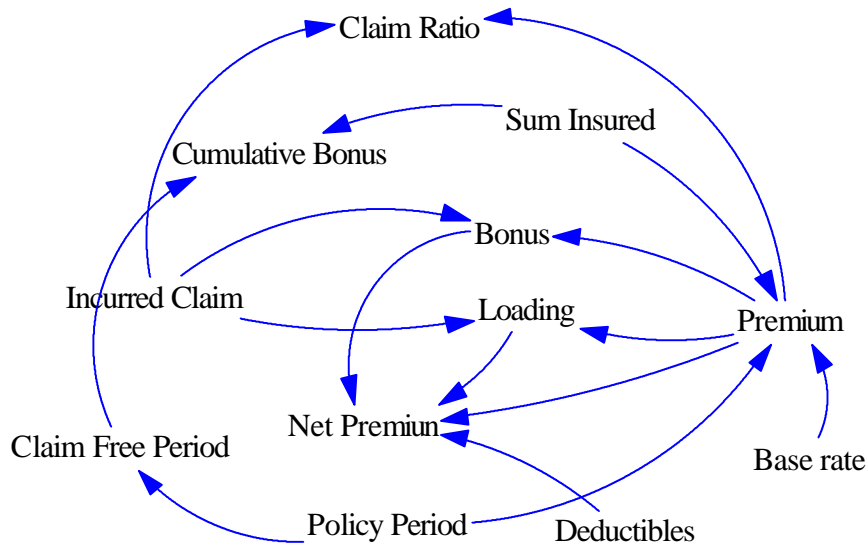 Claim Ratio
Sum Insured
Cumulative Bonus
Bonus
Incurred Claim
Loading
Premium
Net Premiun
Claim Free Period
Base rate
Policy Period
Deductibles